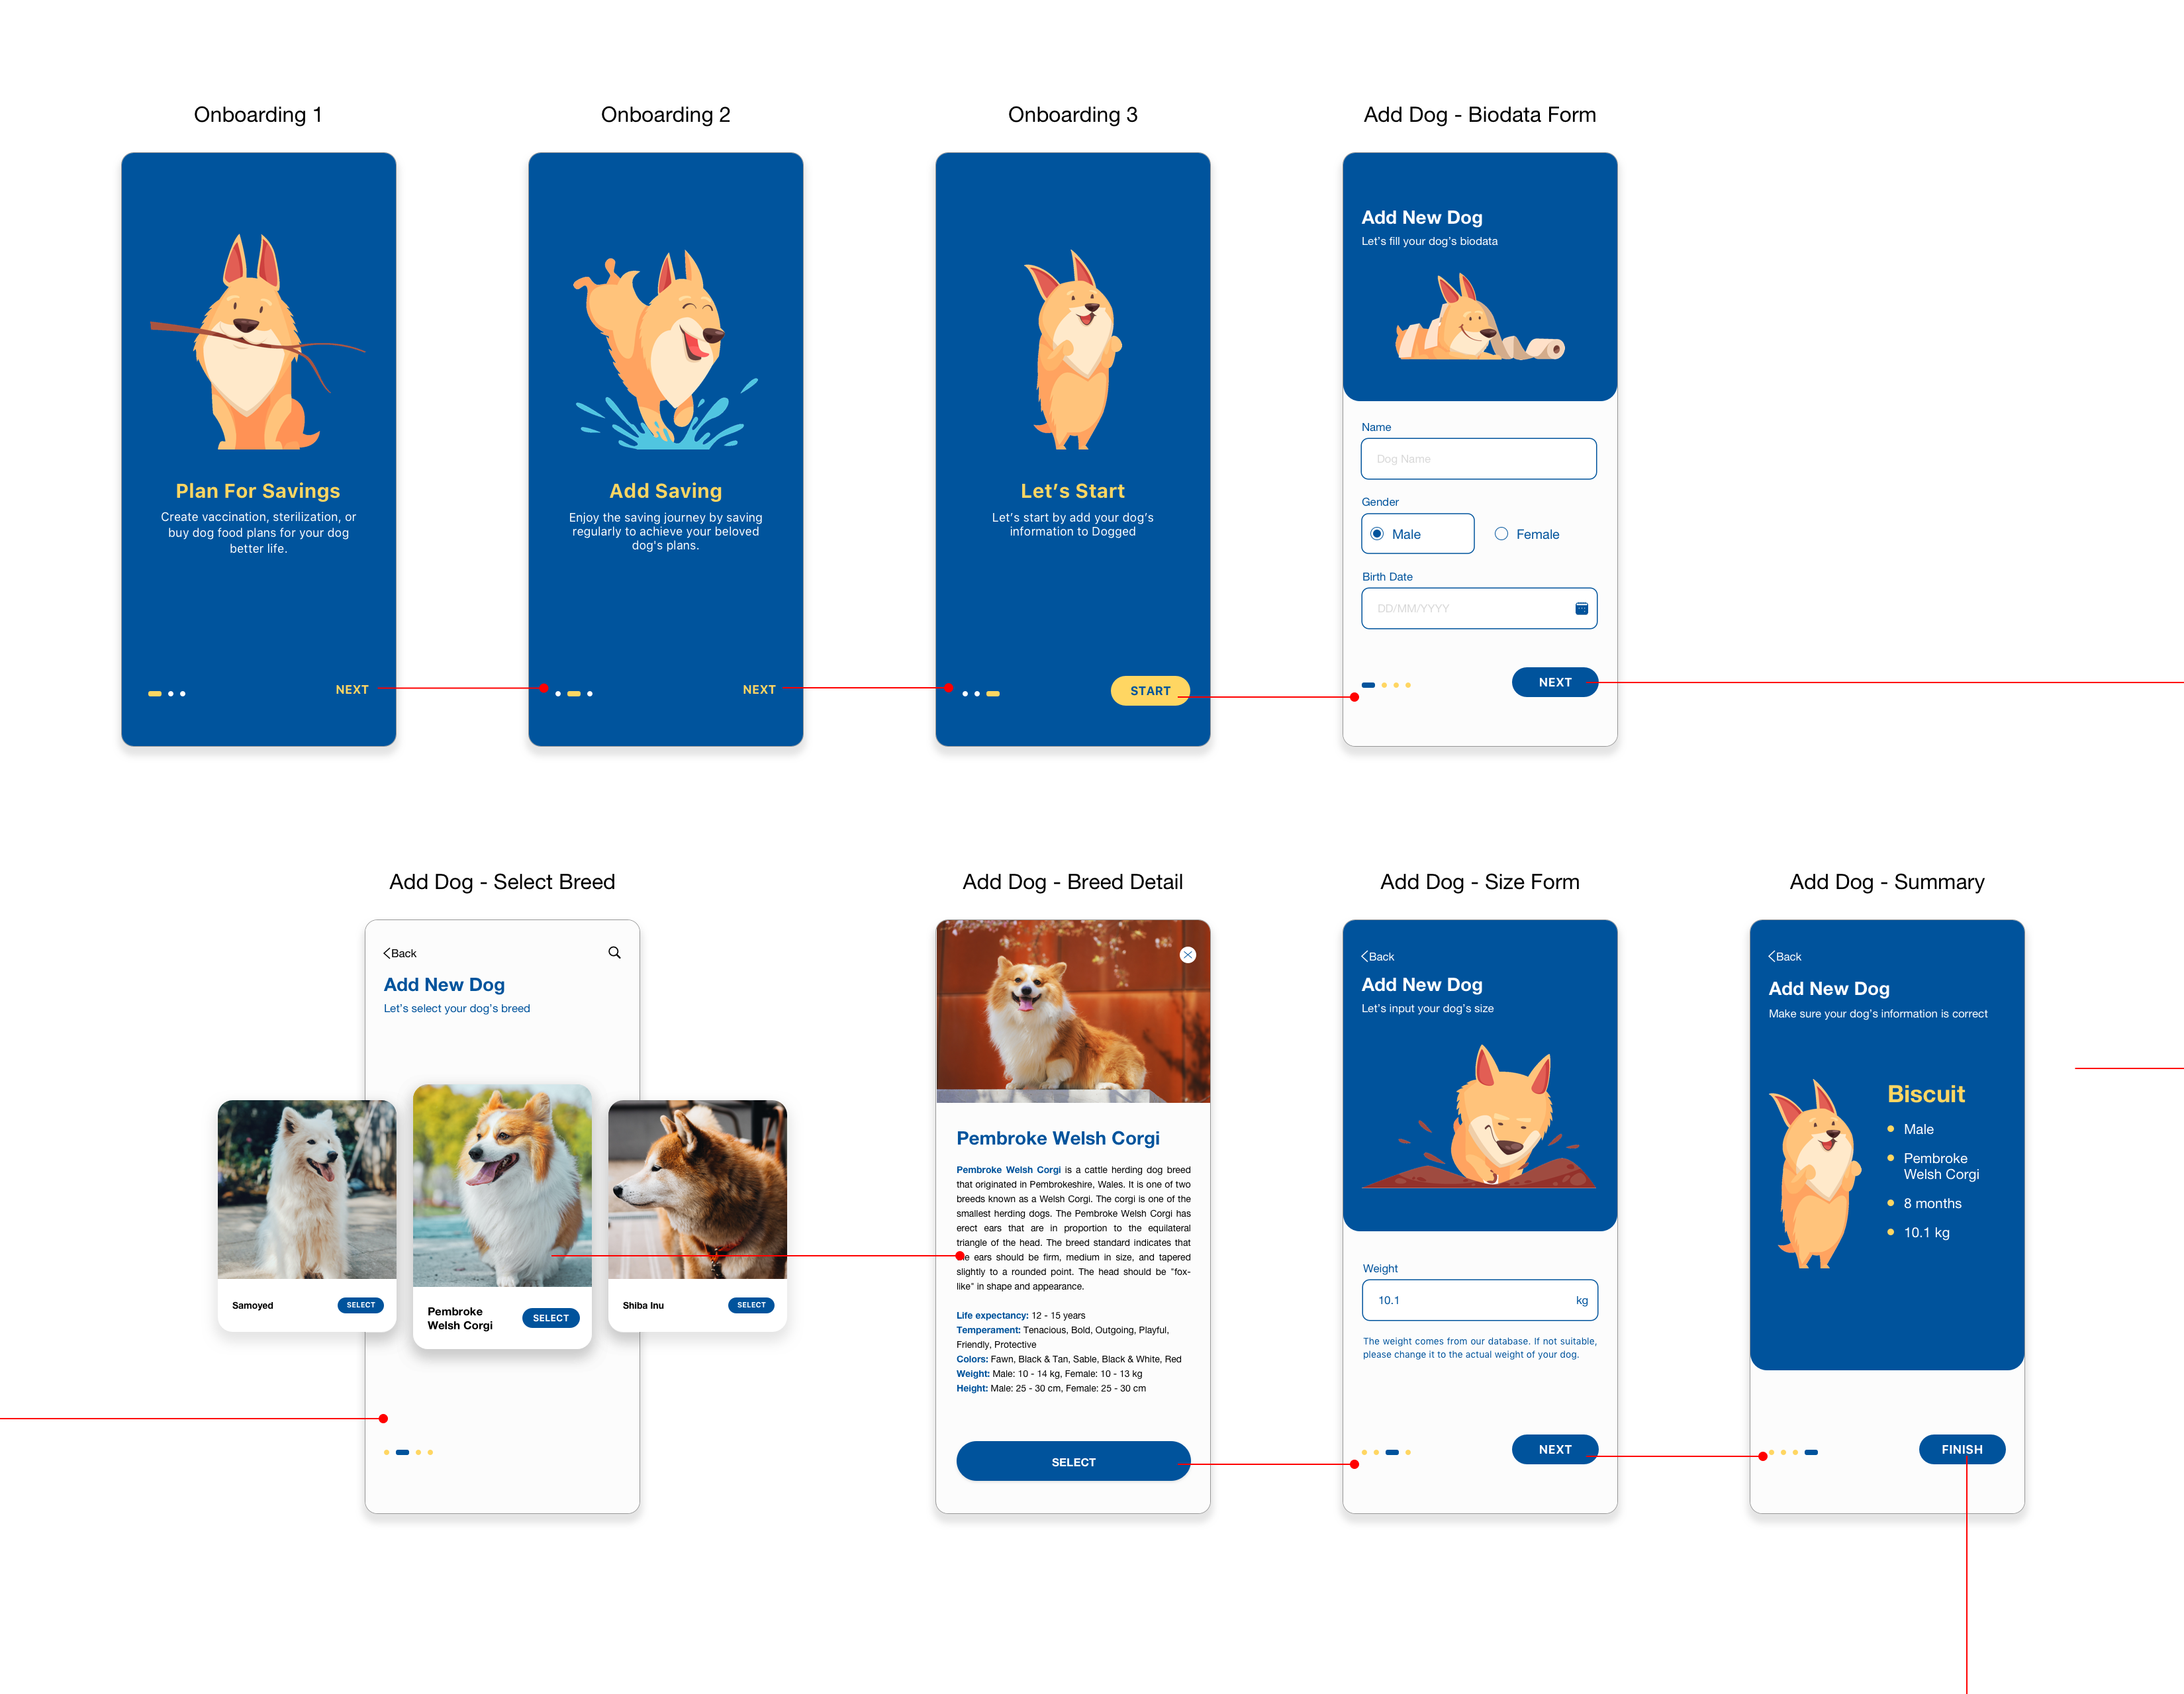 Onboarding 1
Onboarding 2
Onboarding 3
Add Dog - Biodata Form
Plan For Savings
Create vaccination, sterilization, or
buy dog food plans for your dog
better life.
NEXT
Add Saving
Enjoy the saving journey by saving
regularly to achieve your beloved
dog's plans.
NEXT
Let's Start
Let's start by add your dog's
information to Dogged
START
Add New Dog
Let's fill your dog's biodata
Name
Dog Name
Gender
Male
Female
Birth Date
DD/MM/YYYY
NEXT
Add Dog - Select Breed
Add Dog - Breed Detail
Add Dog - Size Form
Add Dog - Summary
Back
Add New Dog
Let's select your dog's breed
Samoyed
SELECT
Pembroke
Welsh Corgi
SELECT
Shiba Inu
SELECT
Pembroke Welsh Corgi
Pembroke Welsh Corgi is a cattle herding dog breed
that originated in Pembrokeshire, Wales. It is one of two
breeds known as a Welsh Corgi. The corgi is one of the
smallest herding dogs. The Pembroke Welsh Corgi has
erect ears that are in proportion to the equilateral
triangle of the head. The breed standard indicates that
the ears should be firm, medium in size, and tapered
slightly to a rounded point. The head should be "fox-
like" in shape and appearance.
Life expectancy: 12 - 15 years
Temperament: Tenacious, Bold, Outgoing, Playful,
Friendly, Protective
Colors: Fawn, Black & Tan, Sable, Black & White, Red
Weight: Male: 10 - 14 kg, Female: 10 - 13 kg
Height: Male: 25 - 30 cm, Female: 25 - 30 cm
SELECT
Back
Add New Dog
Let's input your dog's size
Weight
10.1 kg
The weight comes from our database. If not suitable,
please change it to the actual weight of your dog.
NEXT
Back
Add New Dog
Make sure your dog's information is correct
Biscuit
Male
Pembroke
Welsh Corgi
8 months
10.1 kg
FINISH